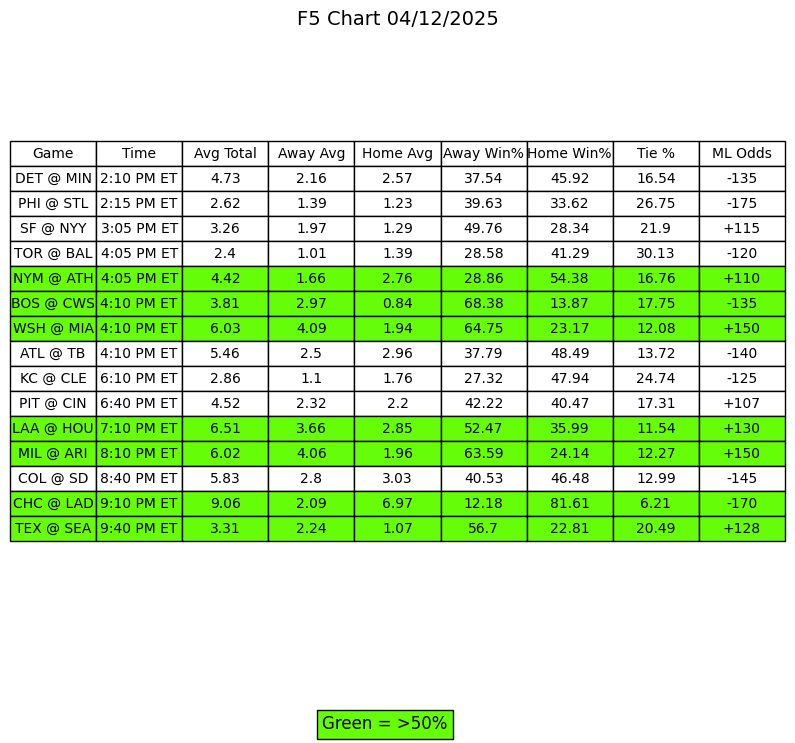 F5 Chart 04/12/2025
Game Time Avg Total Away Avg Home Avg Away Win% Home Win% Tie % ML Odds
DET @ MIN 2:10 PM ET 4.73 2.16 2.57 37.54 45.92 16.54 -135
PHI @ STL 2:15 PM ET 2.62 1.39 1.23 39.63 33.62 26.75 -175
SF @ NYY 3:05 PM ET 3.26 1.97 1.29 49.76 28.34 21.9 +115
TOR @ BAL 4:05 PM ET 2.4 1.01 1.39 28.58 41.29 30.13 -120
NYM @ ATH 4:05 PM ET 4.42 1.66 2.76 28.86 54.38 16.76 +110
BOS @ CWS 4:10 PM ET 3.81 2.97 0.84 68.38 13.87 17.75 -135
WSH @ MIA 4:10 PM ET 6.03 4.09 1.94 64.75 23.17 12.08 +150
ATL @ TB 4:10 PM ET 5.46 2.5 2.96 37.79 48.49 13.72 -140
KC @ CLE 6:10 PM ET 2.86 1.1 1.76 27.32 47.94 24.74 -125
PIT @ CIN 6:40 PM ET 4.52 2.32 2.2 42.22 40.47 17.31 +107
LAA @ HOU 7:10 PM ET 6.51 3.66 2.85 52.47 35.99 11.54 +130
MIL @ ARI 8:10 PM ET 6.02 4.06 1.96 63.59 24.14 12.27 +150
COL @ SD 8:40 PM ET 5.83 2.8 3.03 40.53 46.48 12.99 -145
CHC @ LAD 9:10 PM ET 9.06 2.09 6.97 12.18 81.61 6.21 -170
TEX @ SEA 9:40 PM ET 3.31 2.24 1.07 56.7 22.81 20.49 +128
Green = >50%